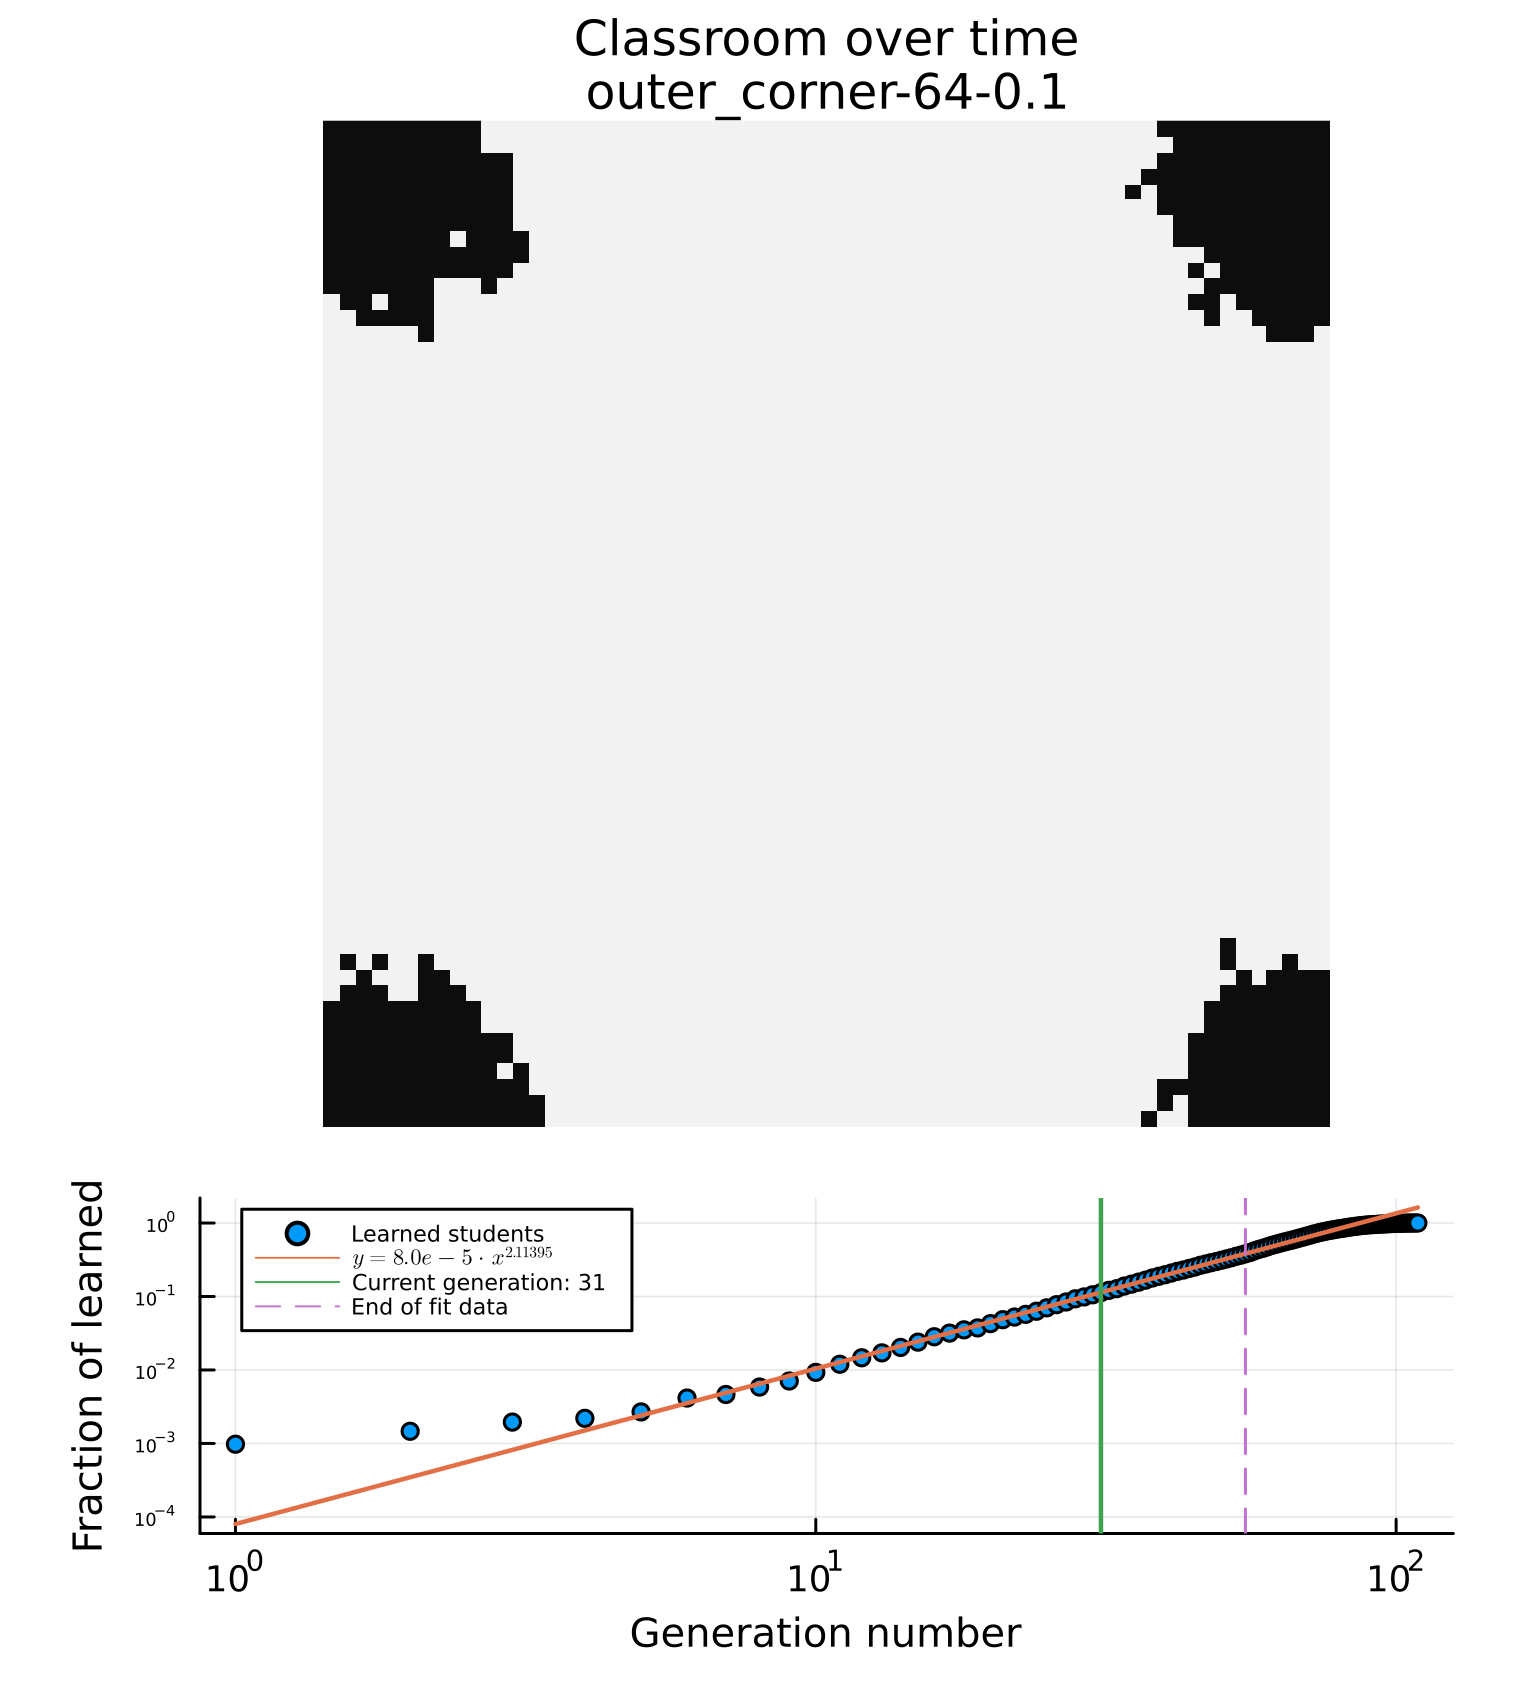 Classroom over time
outer_corner-64-0.1
Fraction of learned
10^0
10^-1
10^-2
10^-3
10^-4
Learned students
y = 8.0e − 5 · x^2.11395
Current generation: 31
End of fit data
10^0
10^1
10^2
Generation number